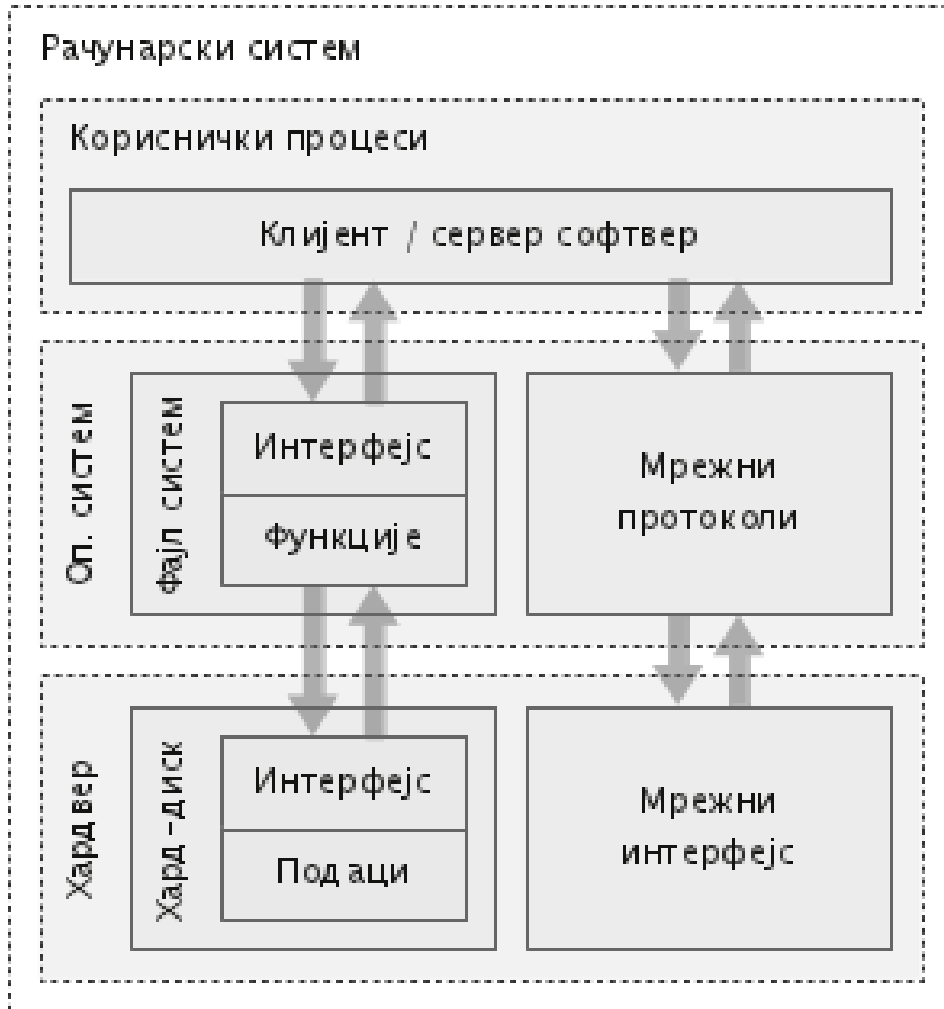 Рачунарски систем
Кориснички процеси
Клијент / сервер софтвер
Оп. систем
Фајл систем
Интерфејс
Функције
Мрежни
протоколи
Хардвер
Хард-диск
Интерфејс
Подаци
Мрежни
интерфејс